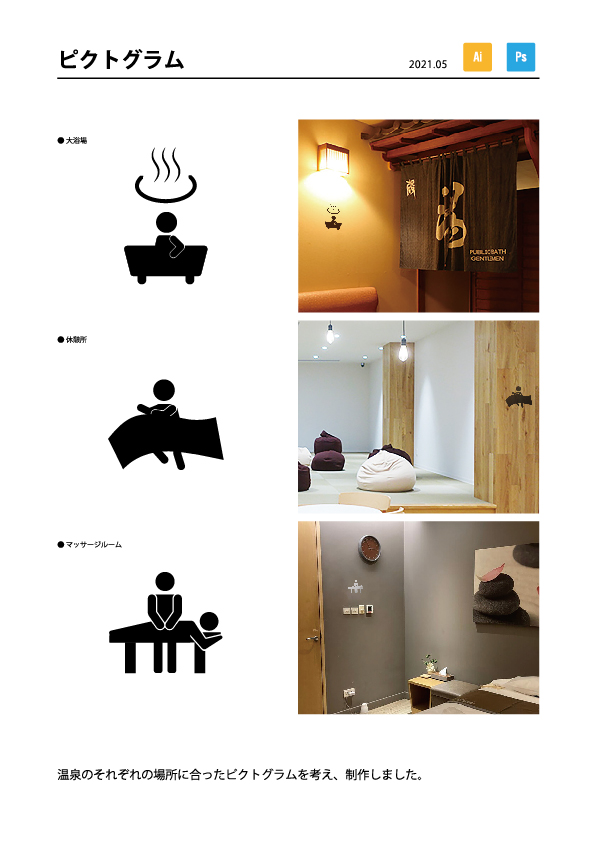 ピクトグラム
2021.05
Ai
Ps
●大浴場
PUBLIC BATH
GENTLEMEN
●休憩所
●マッサージルーム
温泉のそれぞれの場所に合ったピクトグラムを考え、制作しました。